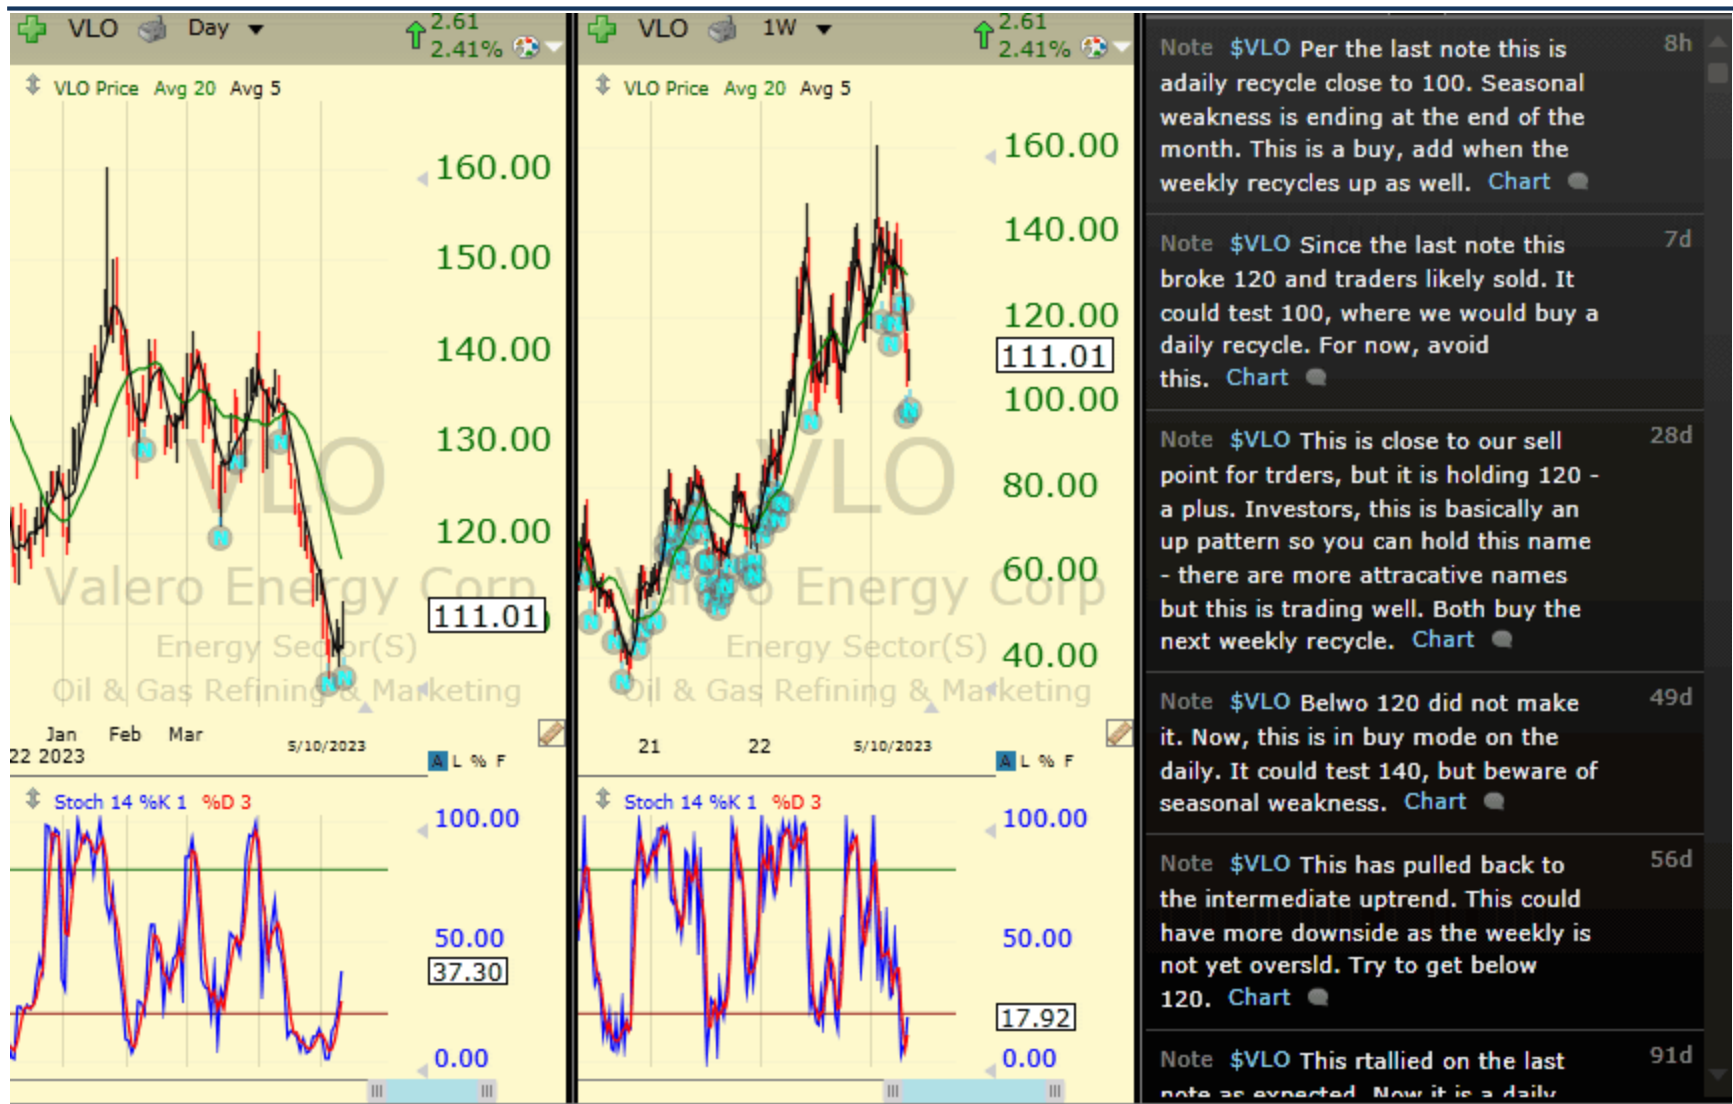 VLO Day 2.61
2.41%
VLO Price Avg 20 Avg 5
160.00
150.00
140.00
130.00
120.00
111.01
VLO
Valero Energy Corp
Energy Sector(S)
Oil & Gas Refining & Marketing
Jan Feb Mar 5/10/2023
22 2023
A L % F
Stoch 14 %K 1 %D 3
100.00
50.00
37.30
0.00
VLO 1W 2.61
2.41%
VLO Price Avg 20 Avg 5
160.00
140.00
120.00
111.01
100.00
80.00
60.00
40.00
VLO
Valero Energy Corp
Energy Sector(S)
Oil & Gas Refining & Marketing
21 22 5/10/2023
A L % F
Stoch 14 %K 1 %D 3
100.00
50.00
17.92
0.00
Note $VLO Per the last note this is 8h
adaily recycle close to 100. Seasonal
weakness is ending at the end of the
month. This is a buy, add when the
weekly recycles up as well. Chart
Note $VLO Since the last note this 7d
broke 120 and traders likely sold. It
could test 100, where we would buy a
daily recycle. For now, avoid
this. Chart
Note $VLO This is close to our sell 28d
point for trders, but it is holding 120 -
a plus. Investors, this is basically an
up pattern so you can hold this name
- there are more attracative names
but this is trading well. Both buy the
next weekly recycle. Chart
Note $VLO Belwo 120 did not make 49d
it. Now, this is in buy mode on the
daily. It could test 140, but beware of
seasonal weakness. Chart
Note $VLO This has pulled back to 56d
the intermediate uptrend. This could
have more downside as the weekly is
not yet oversld. Try to get below
120. Chart
Note $VLO This rtallied on the last 91d
note as expected. Now it is a daily